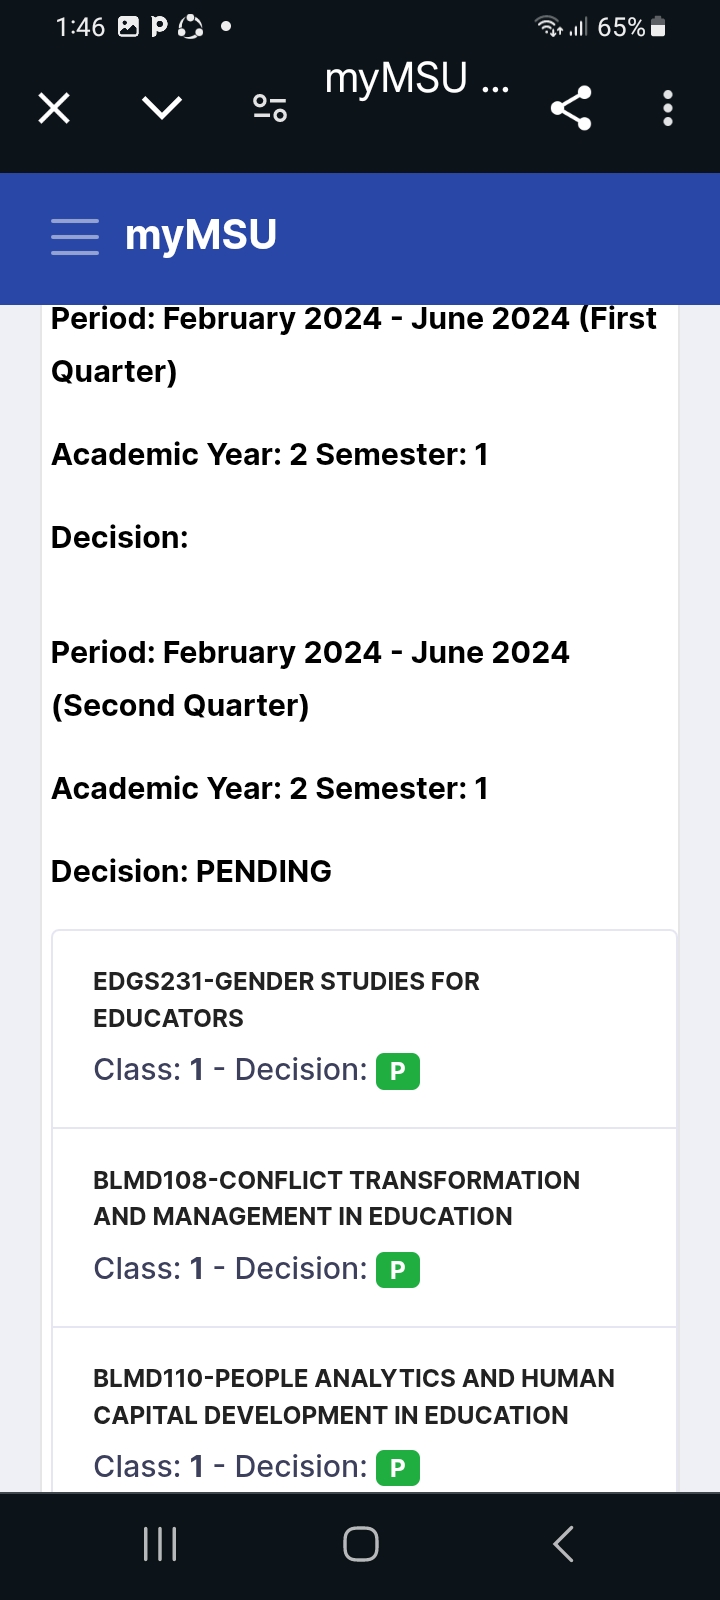 1:46
65%
myMSU ...
myMSU
Period: February 2024 - June 2024 (First
Quarter)
Academic Year: 2 Semester: 1
Decision:
Period: February 2024 - June 2024
(Second Quarter)
Academic Year: 2 Semester: 1
Decision: PENDING
EDGS231-GENDER STUDIES FOR
EDUCATORS
Class: 1 - Decision: P
BLMD108-CONFLICT TRANSFORMATION
AND MANAGEMENT IN EDUCATION
Class: 1 - Decision: P
BLMD110-PEOPLE ANALYTICS AND HUMAN
CAPITAL DEVELOPMENT IN EDUCATION
Class: 1 - Decision: P